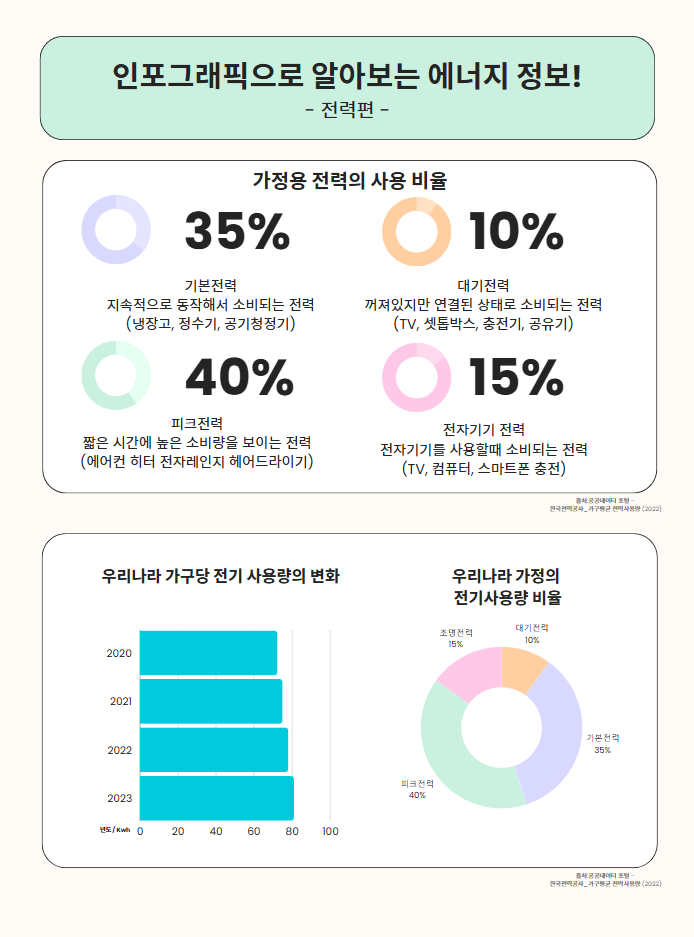 인포그래픽으로 알아보는 에너지 정보!
- 전력편 -
가정용 전력의 사용 비율
35%
기본전력
지속적으로 동작해서 소비되는 전력
(냉장고, 정수기, 공기청정기)
10%
대기전력
꺼져있지만 연결된 상태로 소비되는 전력
(TV, 셋톱박스, 충전기, 공유기)
40%
피크전력
짧은 시간에 높은 소비량을 보이는 전력
(에어컨 히터 전자레인지 헤어드라이기)
15%
전자기기 전력
전자기기를 사용할때 소비되는 전력
(TV, 컴퓨터, 스마트폰 충전)
출처:공공데이터 포털 -
한국전력공사_가구평균 전력사용량 (2022)
우리나라 가구당 전기 사용량의 변화
2020
2021
2022
2023
년도 / Kwh
0 20 40 60 80 100
우리나라 가정의
전기사용량 비율
조명전력
15%
대기전력
10%
기본전력
35%
피크전력
40%
출처:공공데이터 포털 -
한국전력공사_가구평균 전력사용량 (2022)